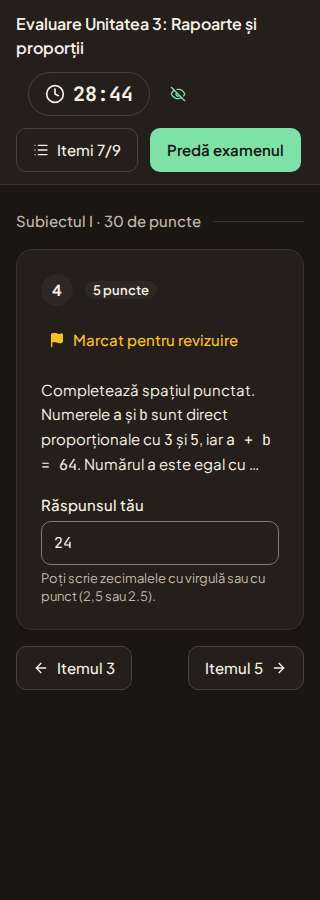 Evaluare Unitatea 3: Rapoarte și
proporții
28:44
Itemi 7/9
Predă examenul
Subiectul I · 30 de puncte
4
5 puncte
Marcat pentru revizuire
Completează spațiul punctat.
Numerele a și b sunt direct
proporționale cu 3 și 5, iar a + b
= 64. Numărul a este egal cu …
Răspunsul tău
24
Poți scrie zecimalele cu virgulă sau cu
punct (2,5 sau 2.5).
Itemul 3
Itemul 5